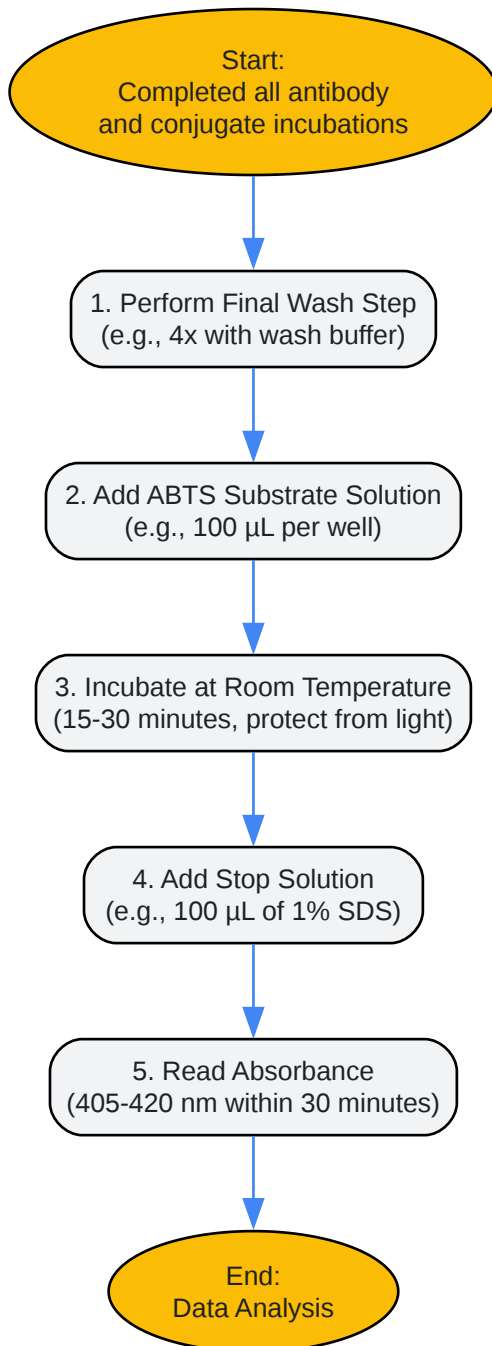 Start:
Completed all antibody
and conjugate incubations
1. Perform Final Wash Step
(e.g., 4x with wash buffer)
2. Add ABTS Substrate Solution
(e.g., 100 µL per well)
3. Incubate at Room Temperature
(15-30 minutes, protect from light)
4. Add Stop Solution
(e.g., 100 µL of 1% SDS)
5. Read Absorbance
(405-420 nm within 30 minutes)
End:
Data Analysis